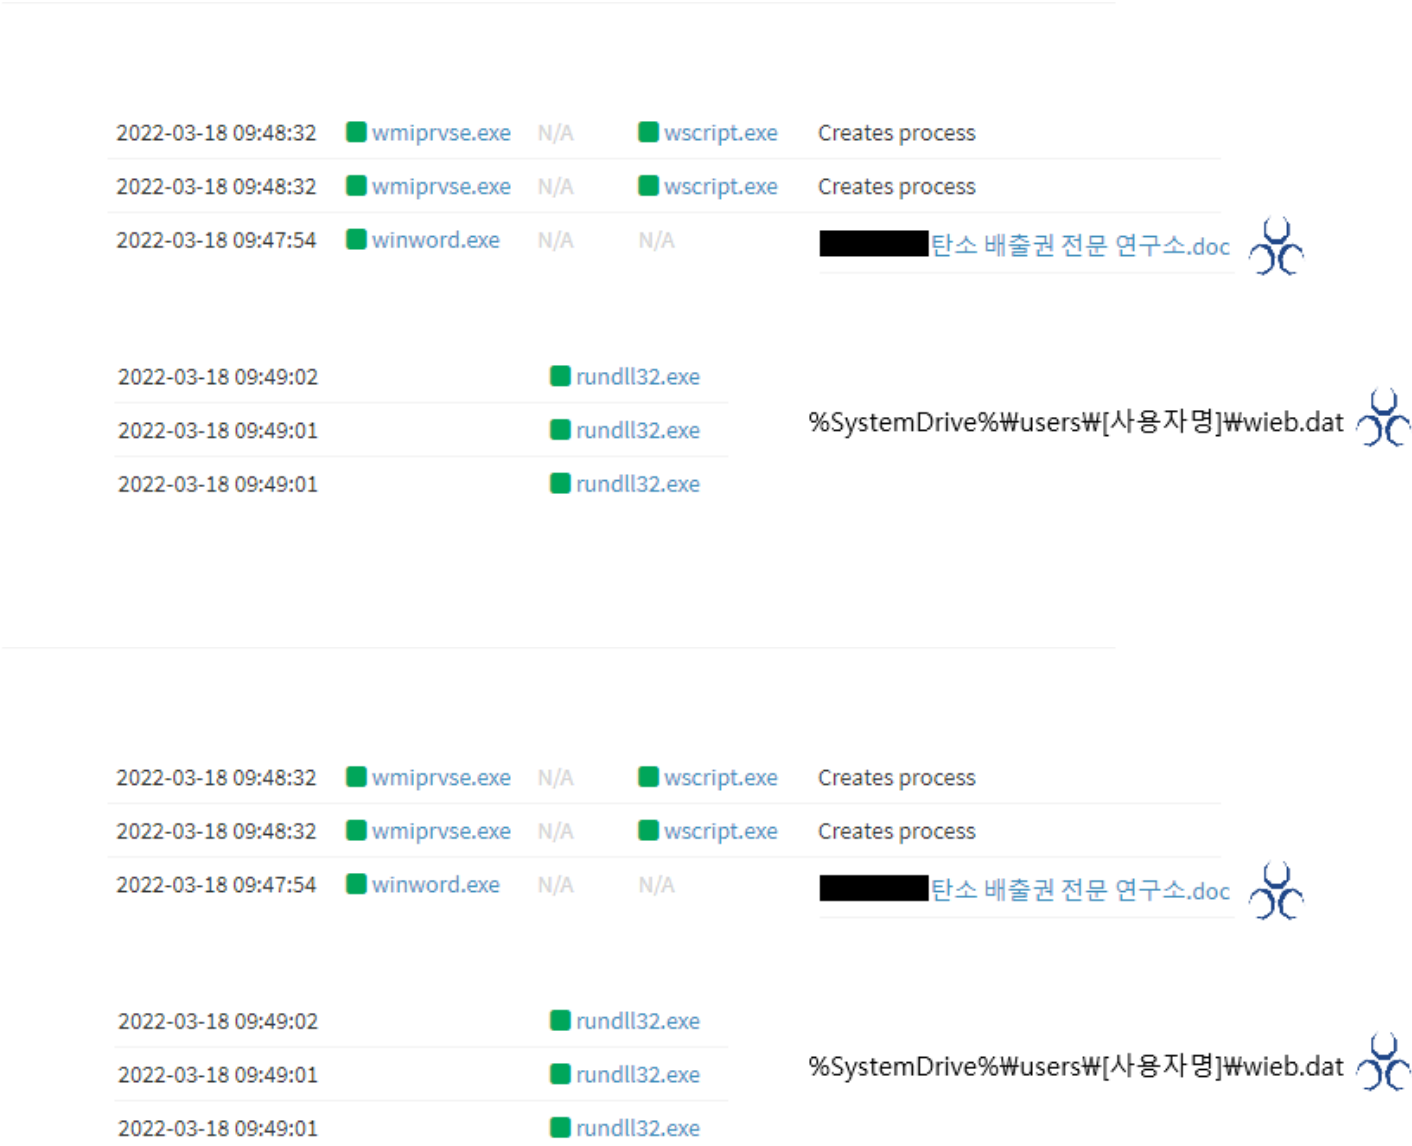 2022-03-18 09:48:32 wmiprvse.exe N/A wscript.exe Creates process
2022-03-18 09:48:32 wmiprvse.exe N/A wscript.exe Creates process
2022-03-18 09:47:54 winword.exe N/A N/A 탄소 배출권 전문 연구소.doc
2022-03-18 09:49:02 rundll32.exe
%SystemDrive%₩users₩[사용자명]₩wieb.dat
2022-03-18 09:49:01 rundll32.exe
2022-03-18 09:49:01 rundll32.exe
2022-03-18 09:48:32 wmiprvse.exe N/A wscript.exe Creates process
2022-03-18 09:48:32 wmiprvse.exe N/A wscript.exe Creates process
2022-03-18 09:47:54 winword.exe N/A N/A 탄소 배출권 전문 연구소.doc
2022-03-18 09:49:02 rundll32.exe
%SystemDrive%₩users₩[사용자명]₩wieb.dat
2022-03-18 09:49:01 rundll32.exe
2022-03-18 09:49:01 rundll32.exe